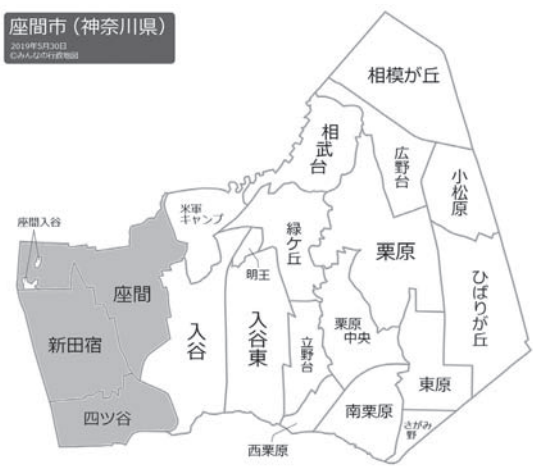 座間市（神奈川県）
2019年5月30日
©みんなの行政地図
相模が丘
相武台
広野台
小松原
米軍
キャンプ
座間入谷
緑ケ丘
栗原
明王
座間
ひばりが丘
入谷
入谷東
立野台
栗原
中央
新田宿
東原
四ツ谷
南栗原
さがみ
野
西栗原